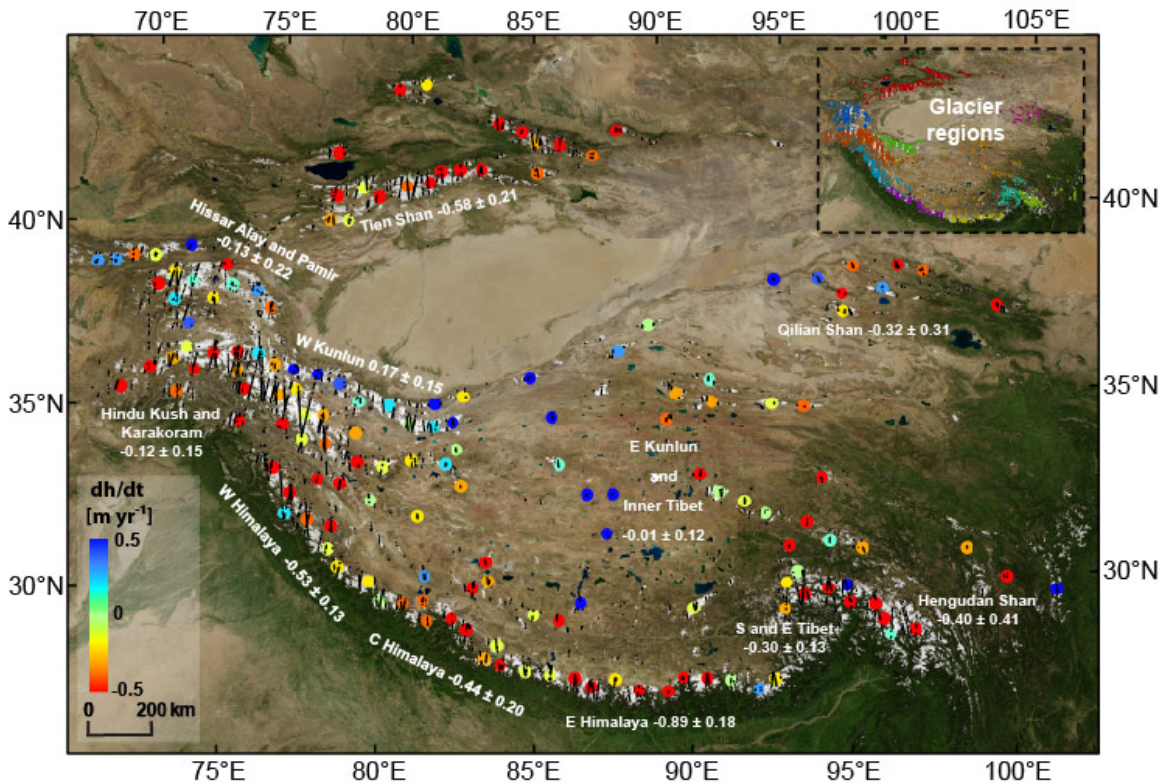 70°E 75°E 80°E 85°E 90°E 95°E 100°E 105°E
Glacier
regions
40°N
40°N
Tien Shan -0.58 ± 0.21
Hissar Alay and Pamir
-0.13 ± 0.22
Qilian Shan -0.32 ± 0.31
W Kunlun 0.17 ± 0.15
35°N
35°N
Hindu Kush and
Karakoram
-0.12 ± 0.15
E Kunlun
and
Inner Tibet
-0.01 ± 0.12
dh/dt
[m yr⁻¹]
0.5
0
-0.5
0 200 km
W Himalaya -0.53 ± 0.13
30°N
30°N
Hengudan Shan
-0.40 ± 0.41
S and E Tibet
-0.30 ± 0.13
C Himalaya -0.44 ± 0.20
E Himalaya -0.89 ± 0.18
75°E 80°E 85°E 90°E 95°E 100°E